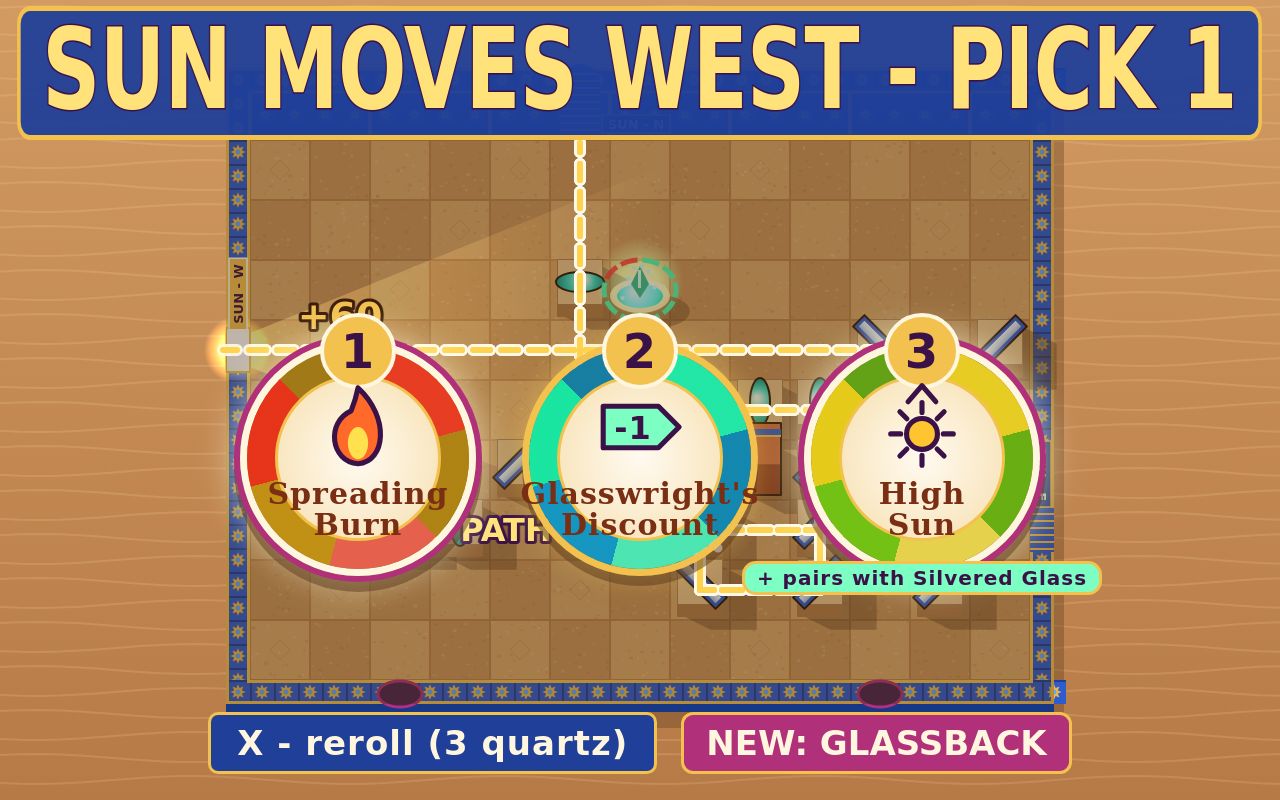 SUN MOVES WEST - PICK 1
SUN - N
SUN - W
+60
1
2
3
-1
Spreading
Burn
Glasswright's
Discount
High
Sun
PATH
+ pairs with Silvered Glass
X - reroll (3 quartz)
NEW: GLASSBACK